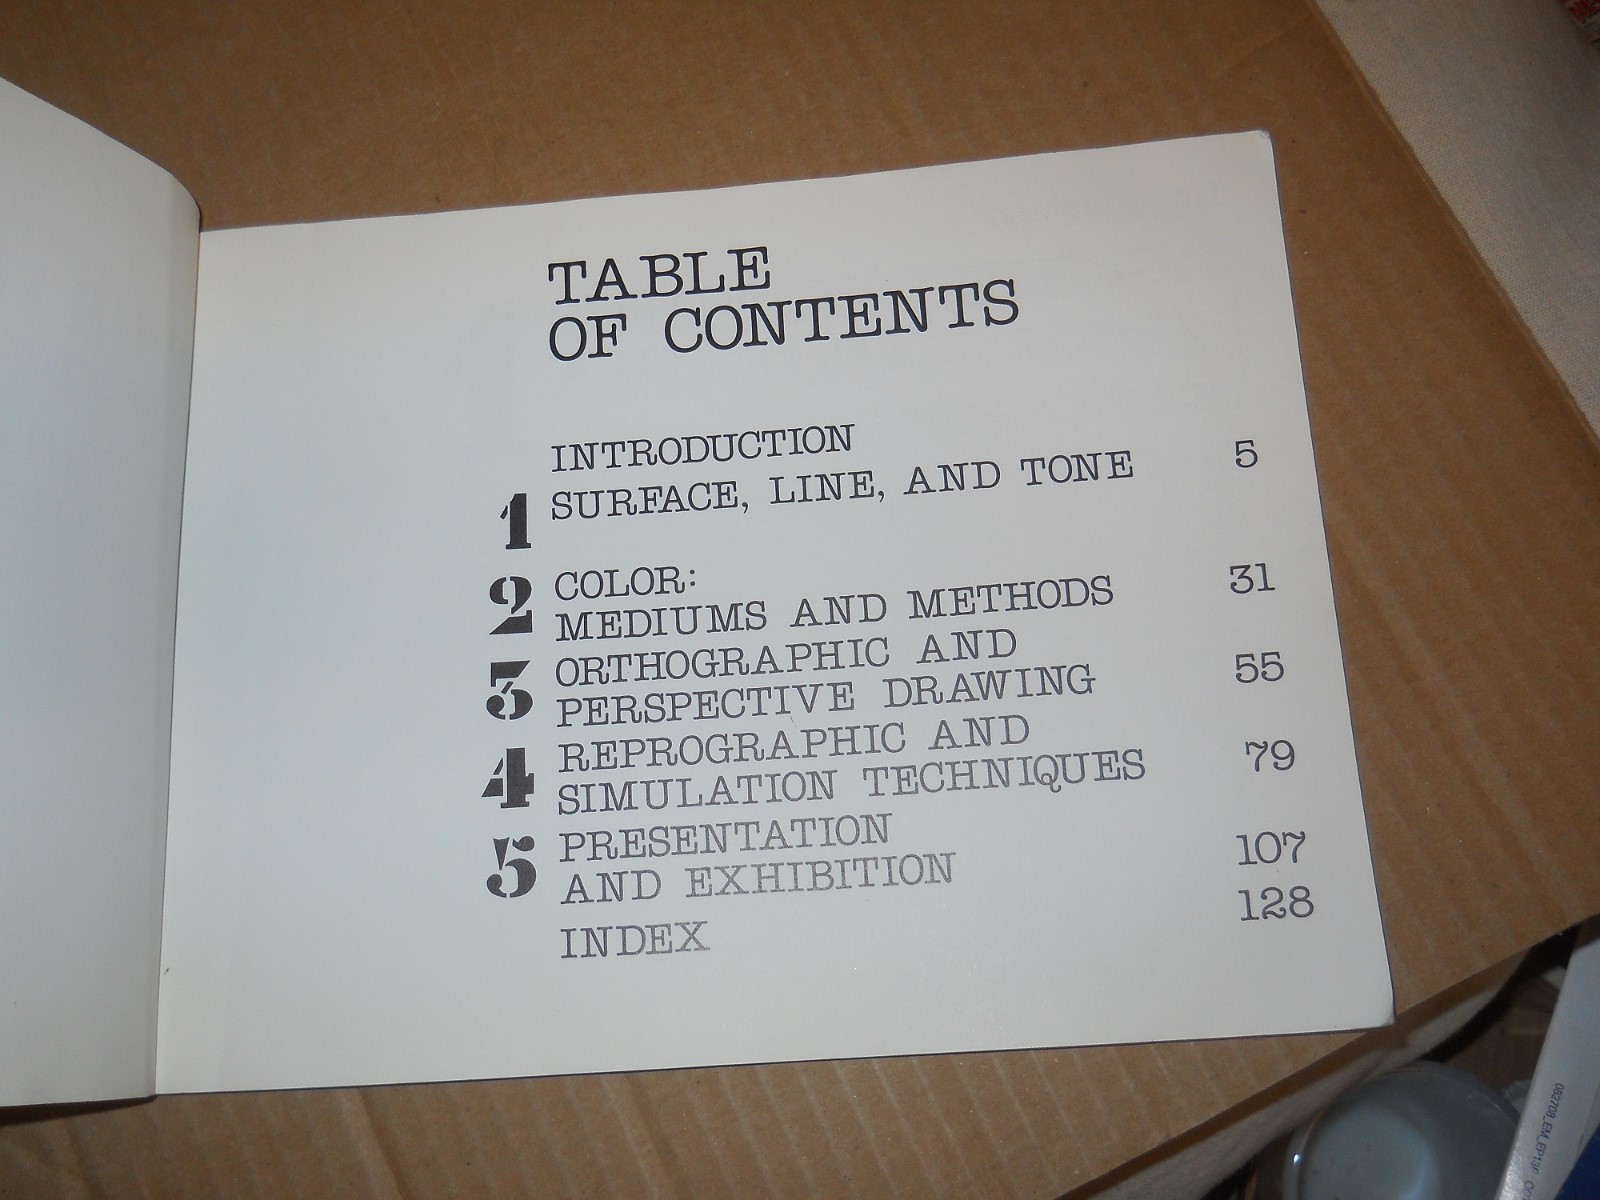 TABLE
OF CONTENTS
INTRODUCTION
1 SURFACE, LINE, AND TONE 5
2 COLOR:
MEDIUMS AND METHODS 31
3 ORTHOGRAPHIC AND
PERSPECTIVE DRAWING 55
4 REPROGRAPHIC AND
SIMULATION TECHNIQUES 79
5 PRESENTATION
AND EXHIBITION 107
INDEX 128